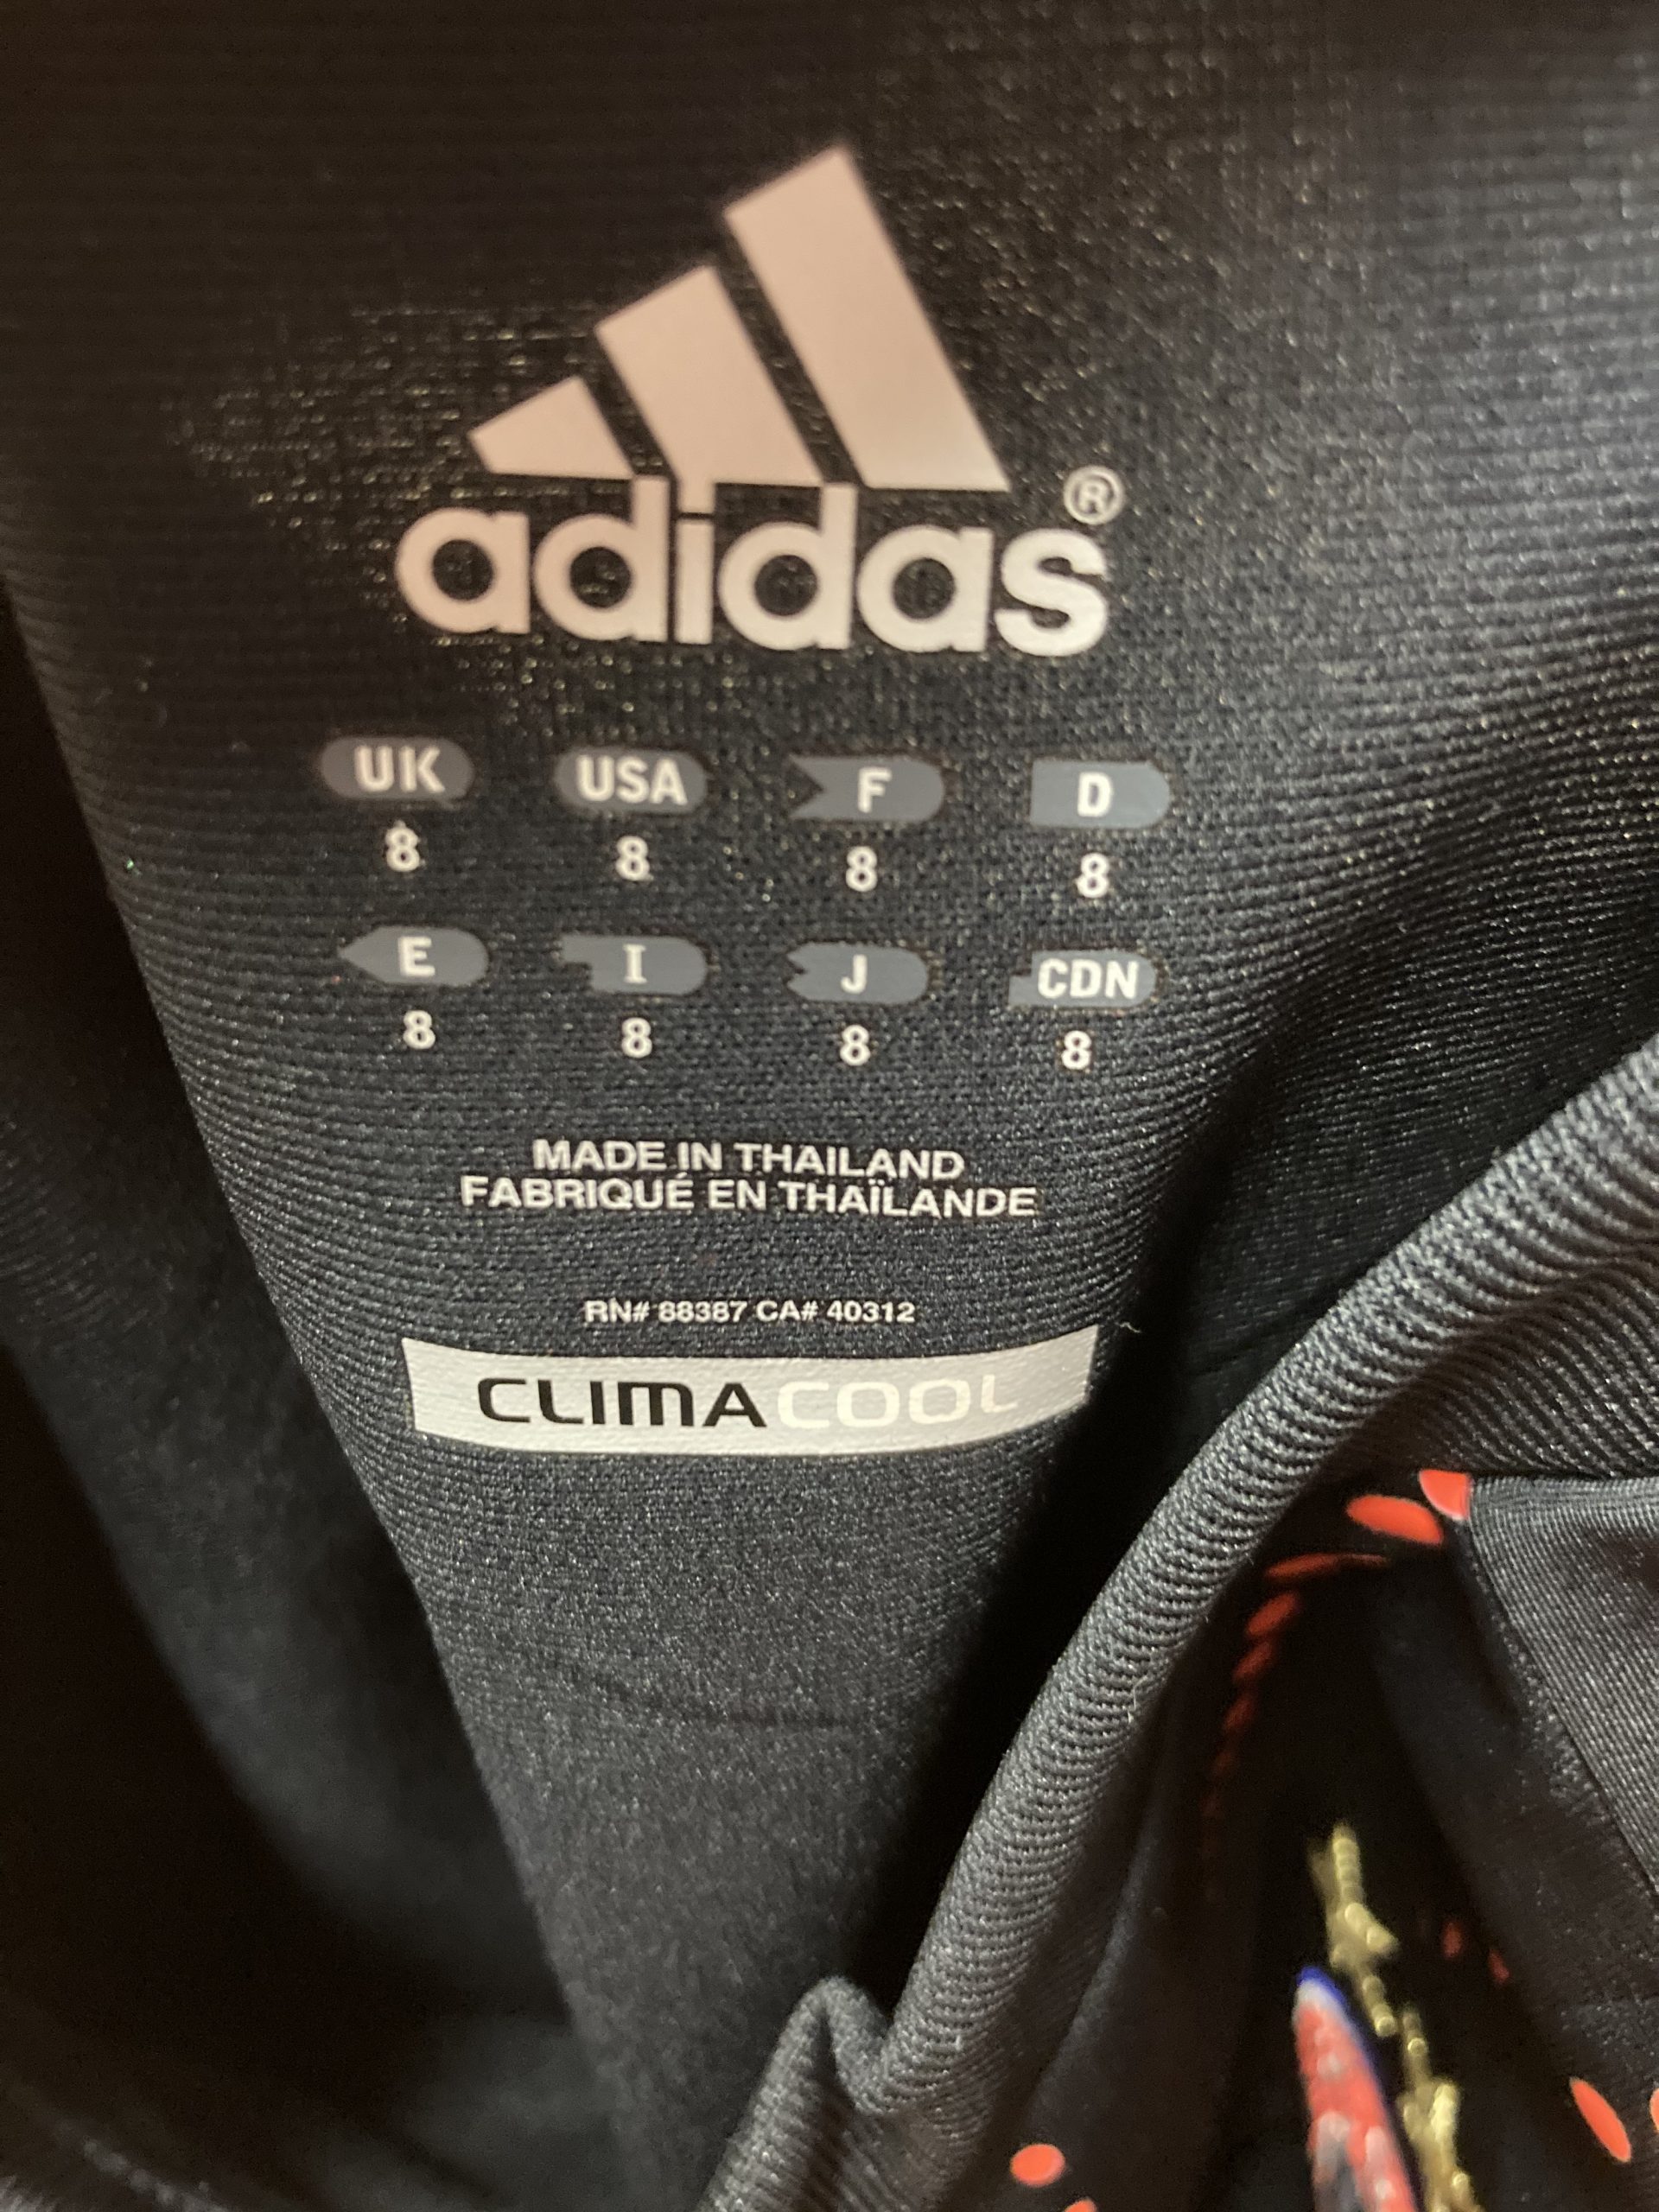 adidas®
UK USA F D
8 8 8 8
E I J CDN
8 8 8 8
MADE IN THAILAND
FABRIQUÉ EN THAÏLANDE
RN# 88387 CA# 40312
CLIMACOOL